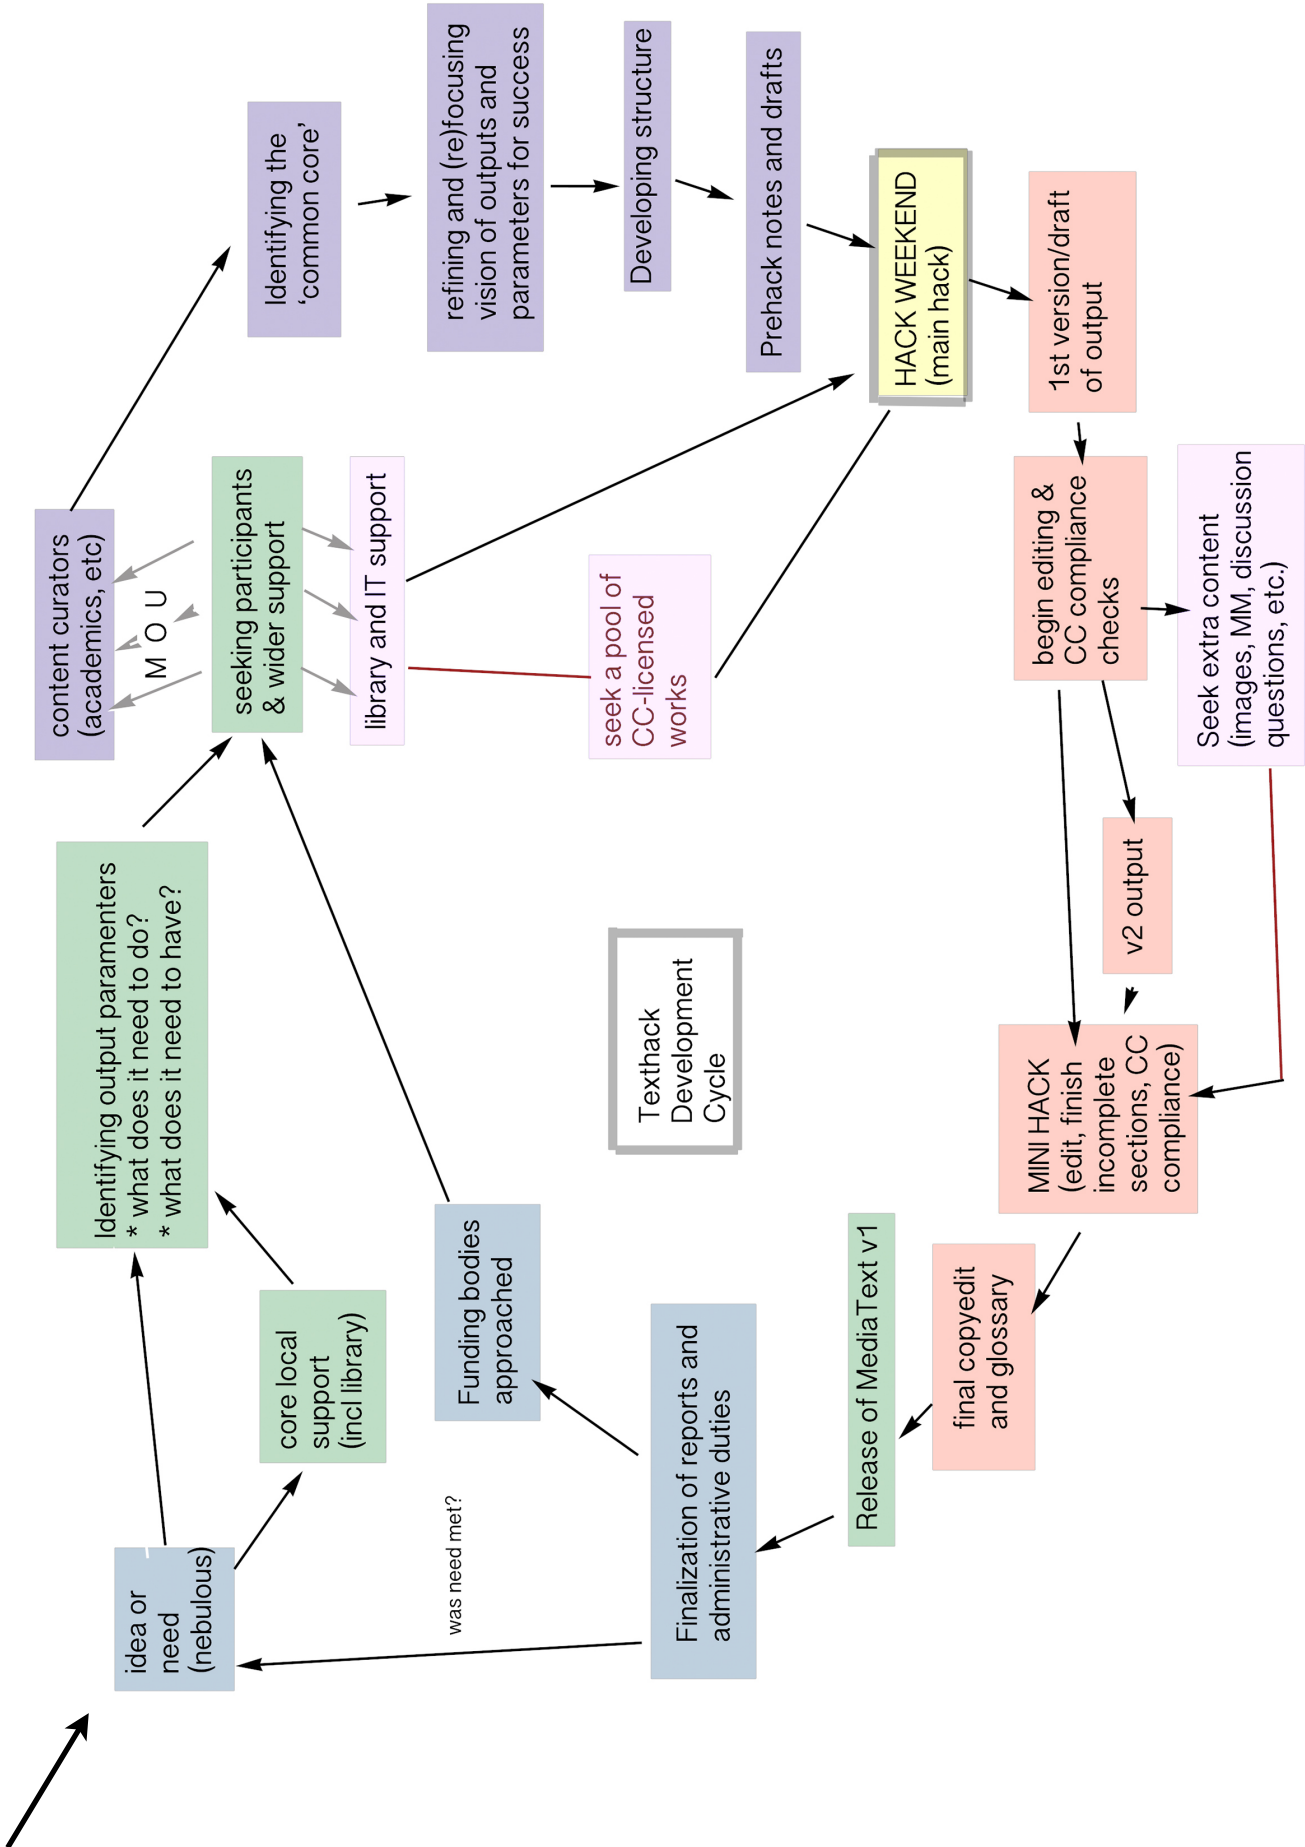 idea or
need
(nebulous)
Identifying output paramenters
* what does it need to do?
* what does it need to have?
core local
support
(incl library)
seeking participants
& wider support
M O U
content curators
(academics, etc)
library and IT support
seek a pool of
CC-licensed
works
Identifying the
‘common core’
refining and (re)focusing
vision of outputs and
parameters for success
Developing structure
Prehack notes and drafts
HACK WEEKEND
(main hack)
1st version/draft
of output
begin editing &
CC compliance
checks
Seek extra content
(images, MM, discussion
questions, etc.)
v2 output
MINI HACK
(edit, finish
incomplete
sections, CC
compliance)
final copyedit
and glossary
Release of MediaText v1
Finalization of reports and
administrative duties
Funding bodies
approached
was need met?
Texthack
Development
Cycle